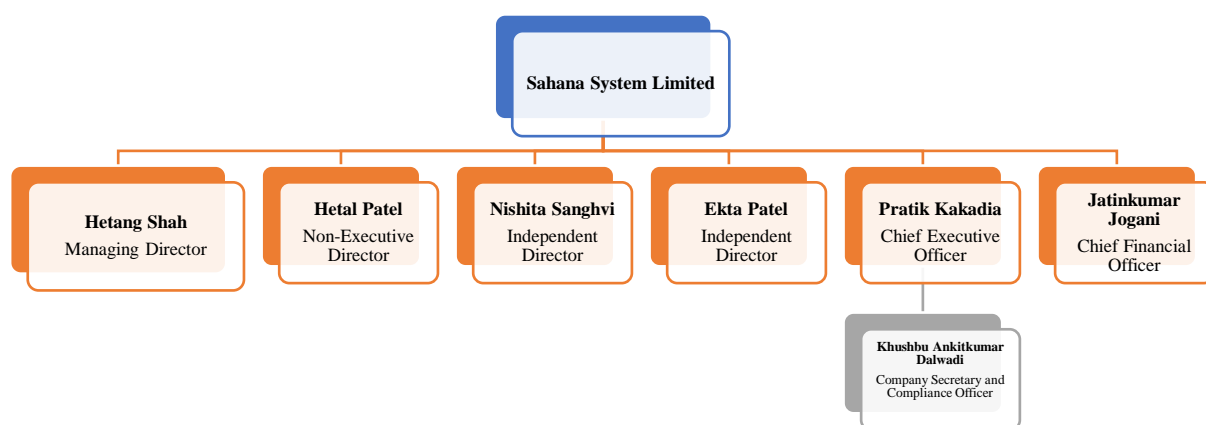 Sahana System Limited
Hetang Shah
Managing Director
Hetal Patel
Non-Executive
Director
Nishita Sanghvi
Independent
Director
Ekta Patel
Independent
Director
Pratik Kakadia
Chief Executive
Officer
Jatinkumar
Jogani
Chief Financial
Officer
Khushbu Ankitkumar
Dalwadi
Company Secretary and
Compliance Officer